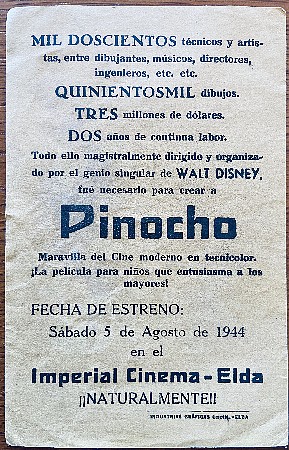 MIL DOSCIENTOS técnicos y artis-
tas, entre dibujantes, músicos, directores,
ingenieros, etc. etc.
QUINIENTOSMIL dibujos.
TRES millones de dólares.
DOS años de continua labor.
Todo ello magistralmente dirigido y organiza-
do por el genio singular de WALT DISNEY,
fué necesario para crear a
Pinocho
Maravilla del Cine moderno en tecnicolor.
¡La película para niños que entusiasma a los
mayores!
FECHA DE ESTRENO:
Sábado 5 de Agosto de 1944
en el
Imperial Cinema - Elda
¡¡NATURALMENTE!!
INDUSTRIAS GRÁFICAS -ELDA